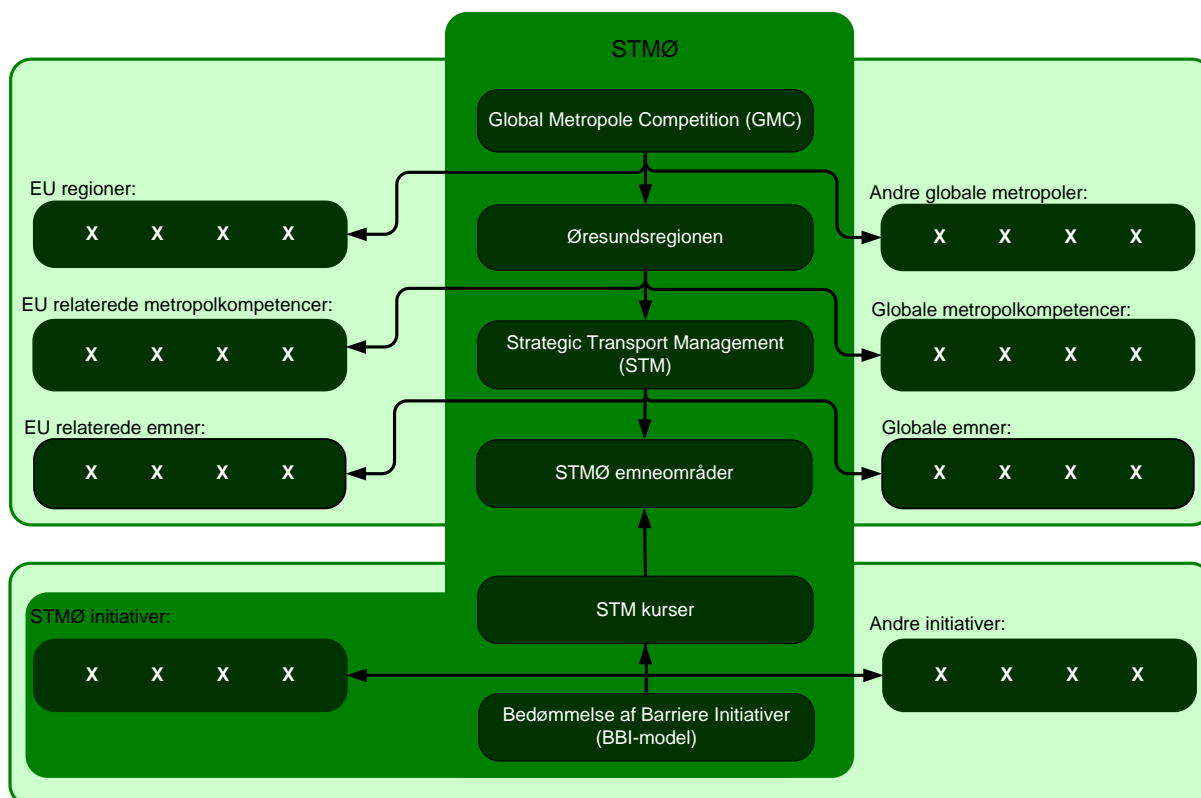 STMØ
Global Metropole Competition (GMC)
EU regioner:
X X X X
Andre globale metropoler:
X X X X
Øresundsregionen
EU relaterede metropolkompetencer:
X X X X
Globale metropolkompetencer:
X X X X
Strategic Transport Management
(STM)
EU relaterede emner:
X X X X
Globale emner:
X X X X
STMØ emneområder
STM kurser
STMØ initiativer:
X X X X
Andre initiativer:
X X X X
Bedømmelse af Barriere Initiativer
(BBI-model)